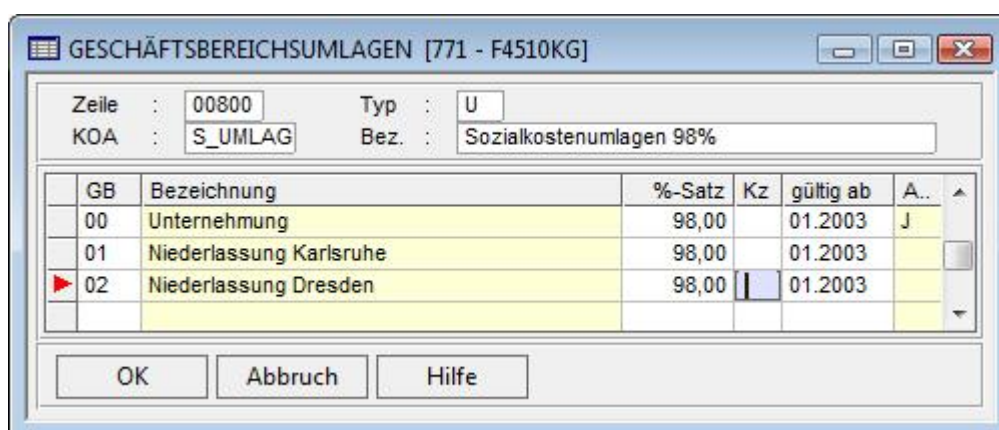 GESCHÄFTSBEREICHSUMLAGEN [771 - F4510KG]
Zeile : 00800 Typ : U
KOA : S_UMLAG Bez. : Sozialkostenumlagen 98%
GB Bezeichnung %-Satz Kz gültig ab A..
00 Unternehmung 98,00 01.2003 J
01 Niederlassung Karlsruhe 98,00 01.2003
02 Niederlassung Dresden 98,00 01.2003
OK Abbruch Hilfe